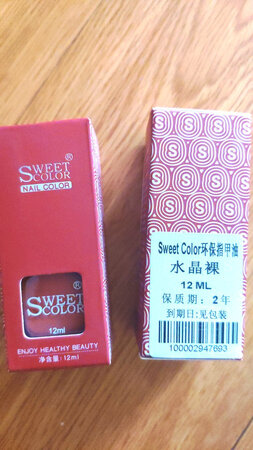 SWEET
COLOR®
NAIL COLOR
SWEET
COLOR®
12ml
ENJOY HEALTHY BEAUTY
净含量:12ml
Sweet Color环保指甲油
水晶裸
12 ML
保质期: 2年
到期日:见包装
100002947693